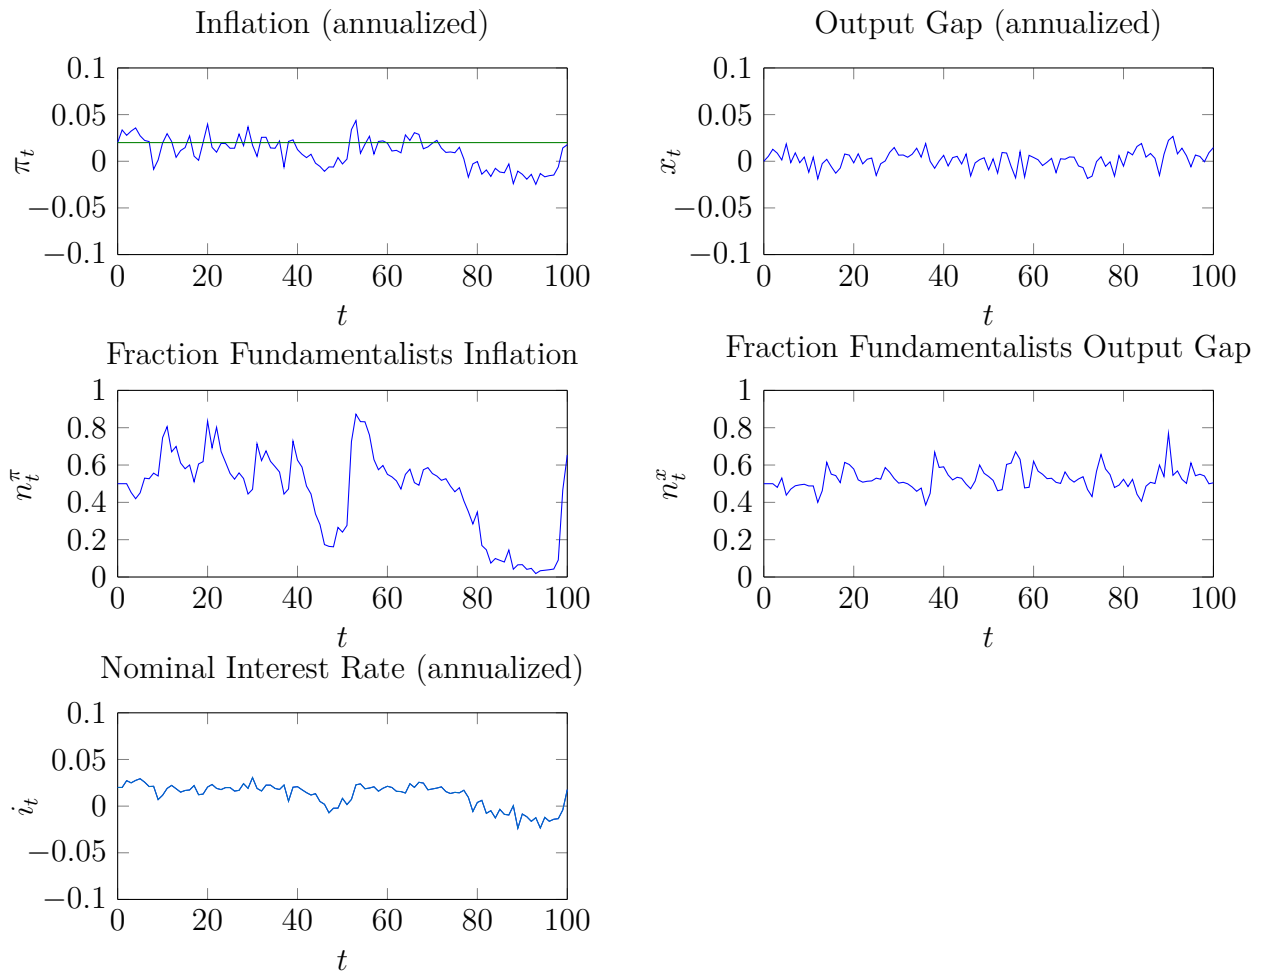 Inflation (annualized)
0.1
0.05
0
−0.05
−0.1
π_t
0 20 40 60 80 100
t
Output Gap (annualized)
0.1
0.05
0
−0.05
−0.1
x_t
0 20 40 60 80 100
t
Fraction Fundamentalists Inflation
1
0.8
0.6
0.4
0.2
0
n_t^π
0 20 40 60 80 100
t
Fraction Fundamentalists Output Gap
1
0.8
0.6
0.4
0.2
0
n_t^x
0 20 40 60 80 100
t
Nominal Interest Rate (annualized)
0.1
0.05
0
−0.05
−0.1
i_t
0 20 40 60 80 100
t